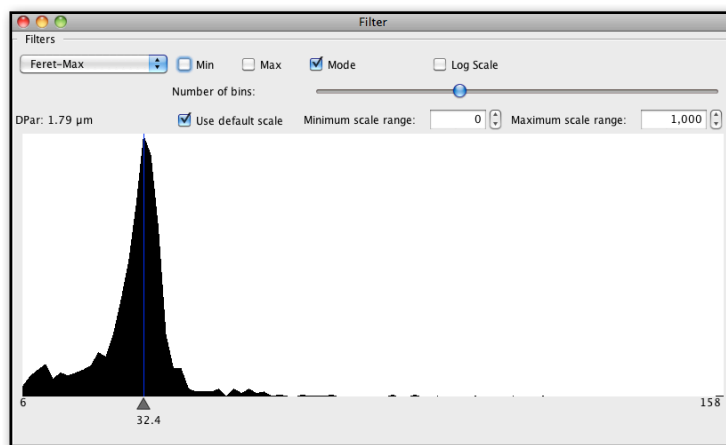 Filter
Filters
Feret-Max Min Max Mode Log Scale
Number of bins:
DPar: 1.79 µm Use default scale Minimum scale range: 0 Maximum scale range: 1,000
6 158
32.4